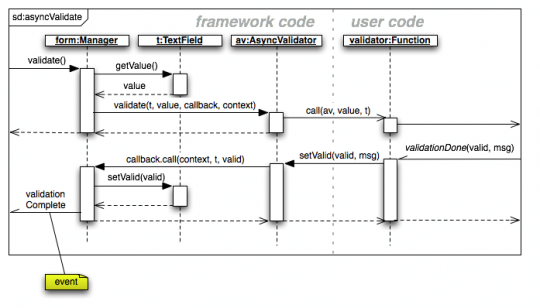 sd:asyncValidate
framework code
user code
form:Manager
t:TextField
av:AsyncValidator
validator:Function
validate()
getValue()
value
validate(t, value, callback, context)
call(av, value, t)
validationDone(valid, msg)
setValid(valid, msg)
callback.call(context, t, valid)
setValid(valid)
validation
Complete
event